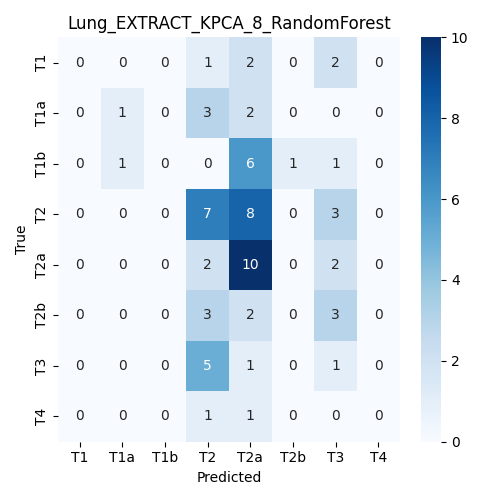 Lung_EXTRACT_KPCA_8_RandomForest
T1 0 0 0 1 2 0 2 0
T1a 0 1 0 3 2 0 0 0
T1b 0 1 0 0 6 1 1 0
T2 0 0 0 7 8 0 3 0
T2a 0 0 0 2 10 0 2 0
T2b 0 0 0 3 2 0 3 0
T3 0 0 0 5 1 0 1 0
T4 0 0 0 1 1 0 0 0
T1 T1a T1b T2 T2a T2b T3 T4
Predicted
True
10
8
6
4
2
0